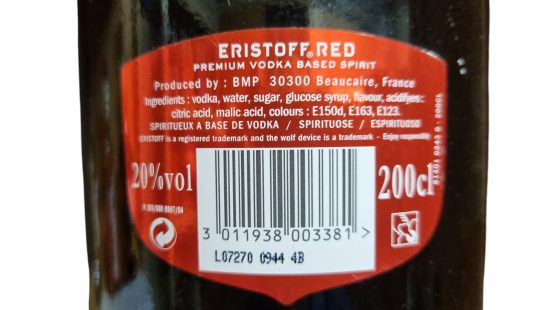 ERISTOFF® RED
PREMIUM VODKA BASED SPIRIT
Produced by : BMP 30300 Beaucaire, France
Ingredients : vodka, water, sugar, glucose syrup, flavour, acidifiers :
citric acid, malic acid, colours : E150d, E163, E123.
SPIRITUEUX A BASE DE VODKA / SPIRITUOSE / ESPIRITUOSO
ERISTOFF is a registered trademark and the wolf device is a trademark - Enjoy responsibly
20%vol
200cl
3 011938 003381 >
L07270 0944 4B